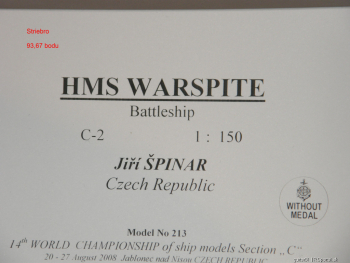 Striebro
93,67 bodu
HMS WARSPITE
Battleship
C-2 1 : 150
Jiří ŠPINAR
Czech Republic
WITHOUT
MEDAL
Model No 213
14th WORLD CHAMPIONSHIP of ship models Section „C"
20 - 27 August 2008 Jablonec nad Nisou CZECH REPUBLIC